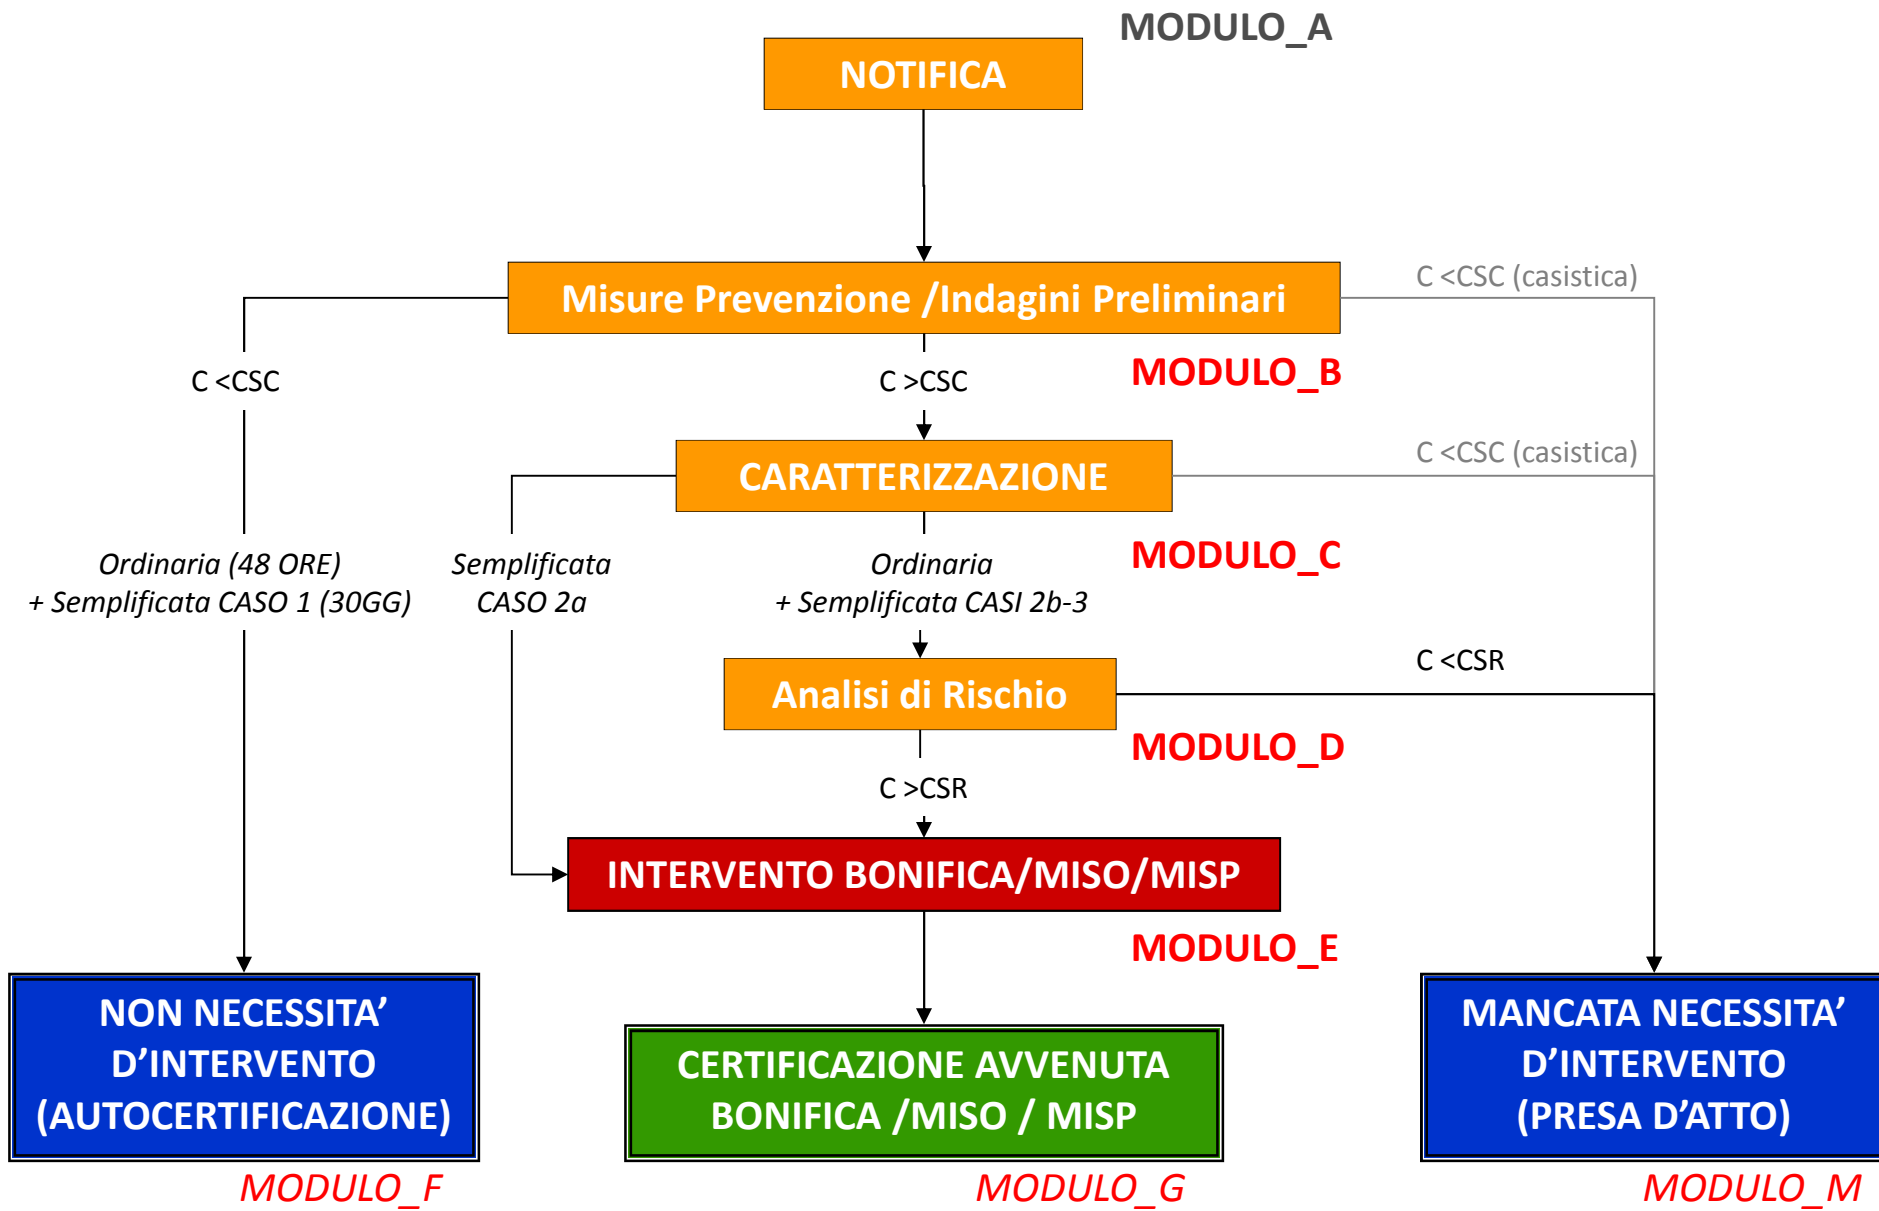 MODULO_A
NOTIFICA
C <CSC (casistica)
Misure Prevenzione /Indagini Preliminari
MODULO_B
C <CSC
C >CSC
C <CSC (casistica)
CARATTERIZZAZIONE
MODULO_C
Ordinaria (48 ORE)
+ Semplificata CASO 1 (30GG)
Semplificata
CASO 2a
Ordinaria
+ Semplificata CASI 2b-3
C <CSR
Analisi di Rischio
MODULO_D
C >CSR
INTERVENTO BONIFICA/MISO/MISP
MODULO_E
NON NECESSITA’
D’INTERVENTO
(AUTOCERTIFICAZIONE)
MODULO_F
CERTIFICAZIONE AVVENUTA
BONIFICA /MISO / MISP
MODULO_G
MANCATA NECESSITA’
D’INTERVENTO
(PRESA D’ATTO)
MODULO_M